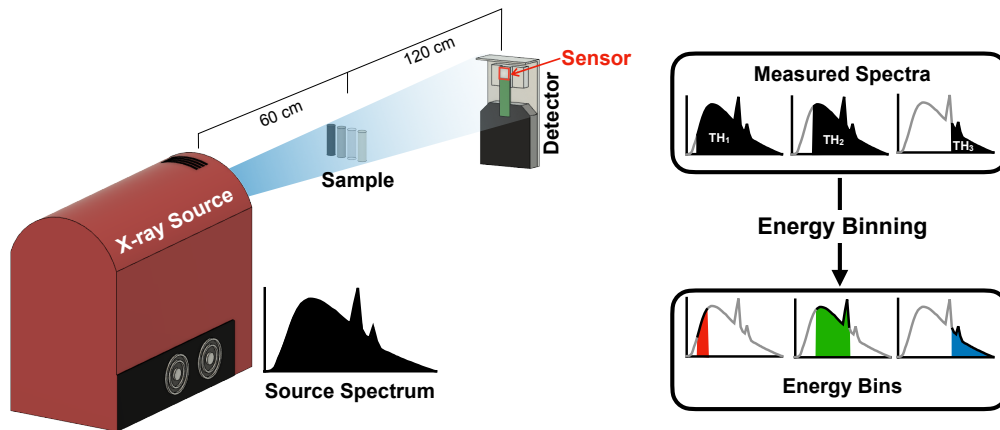 120 cm
60 cm
Sensor
Detector
Sample
X-ray Source
Source Spectrum
Measured Spectra
TH₁
TH₂
TH₃
Energy Binning
Energy Bins